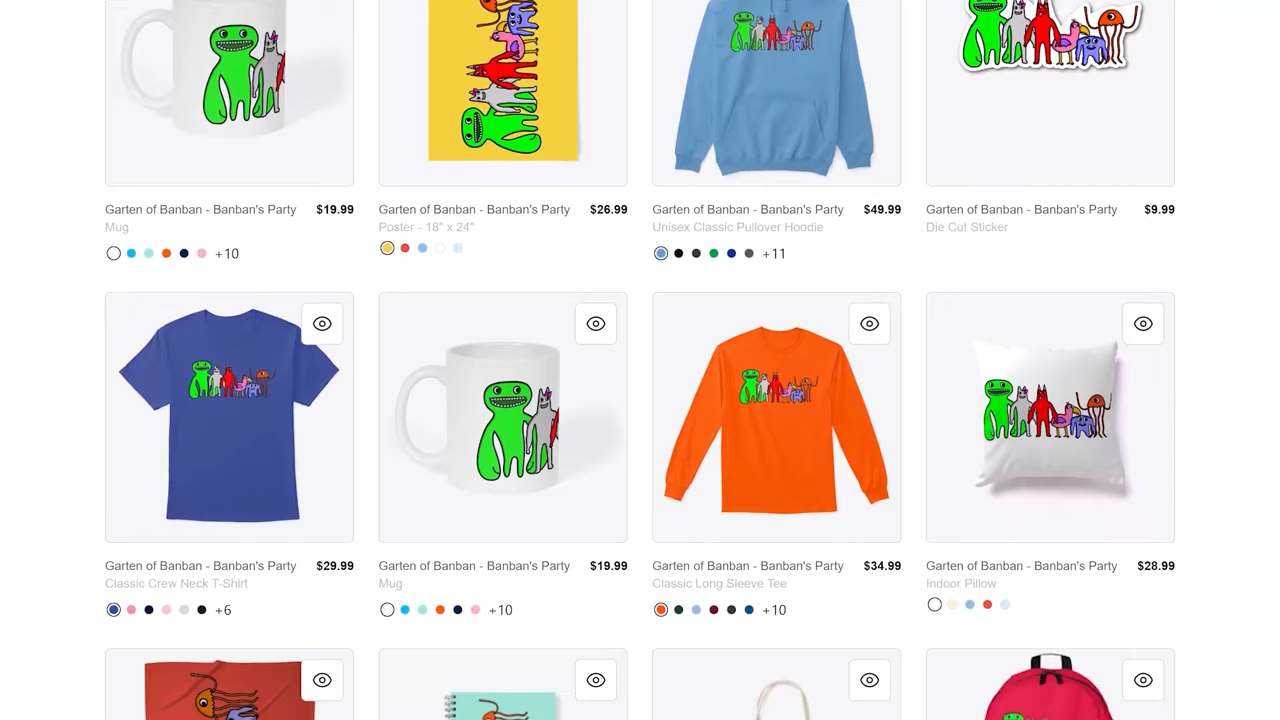 Garten of Banban - Banban's Party $19.99
Mug
+10
Garten of Banban - Banban's Party $26.99
Poster - 18" x 24"
Garten of Banban - Banban's Party $49.99
Unisex Classic Pullover Hoodie
+11
Garten of Banban - Banban's Party $9.99
Die Cut Sticker
Garten of Banban - Banban's Party $29.99
Classic Crew Neck T-Shirt
+6
Garten of Banban - Banban's Party $19.99
Mug
+10
Garten of Banban - Banban's Party $34.99
Classic Long Sleeve Tee
+10
Garten of Banban - Banban's Party $28.99
Indoor Pillow